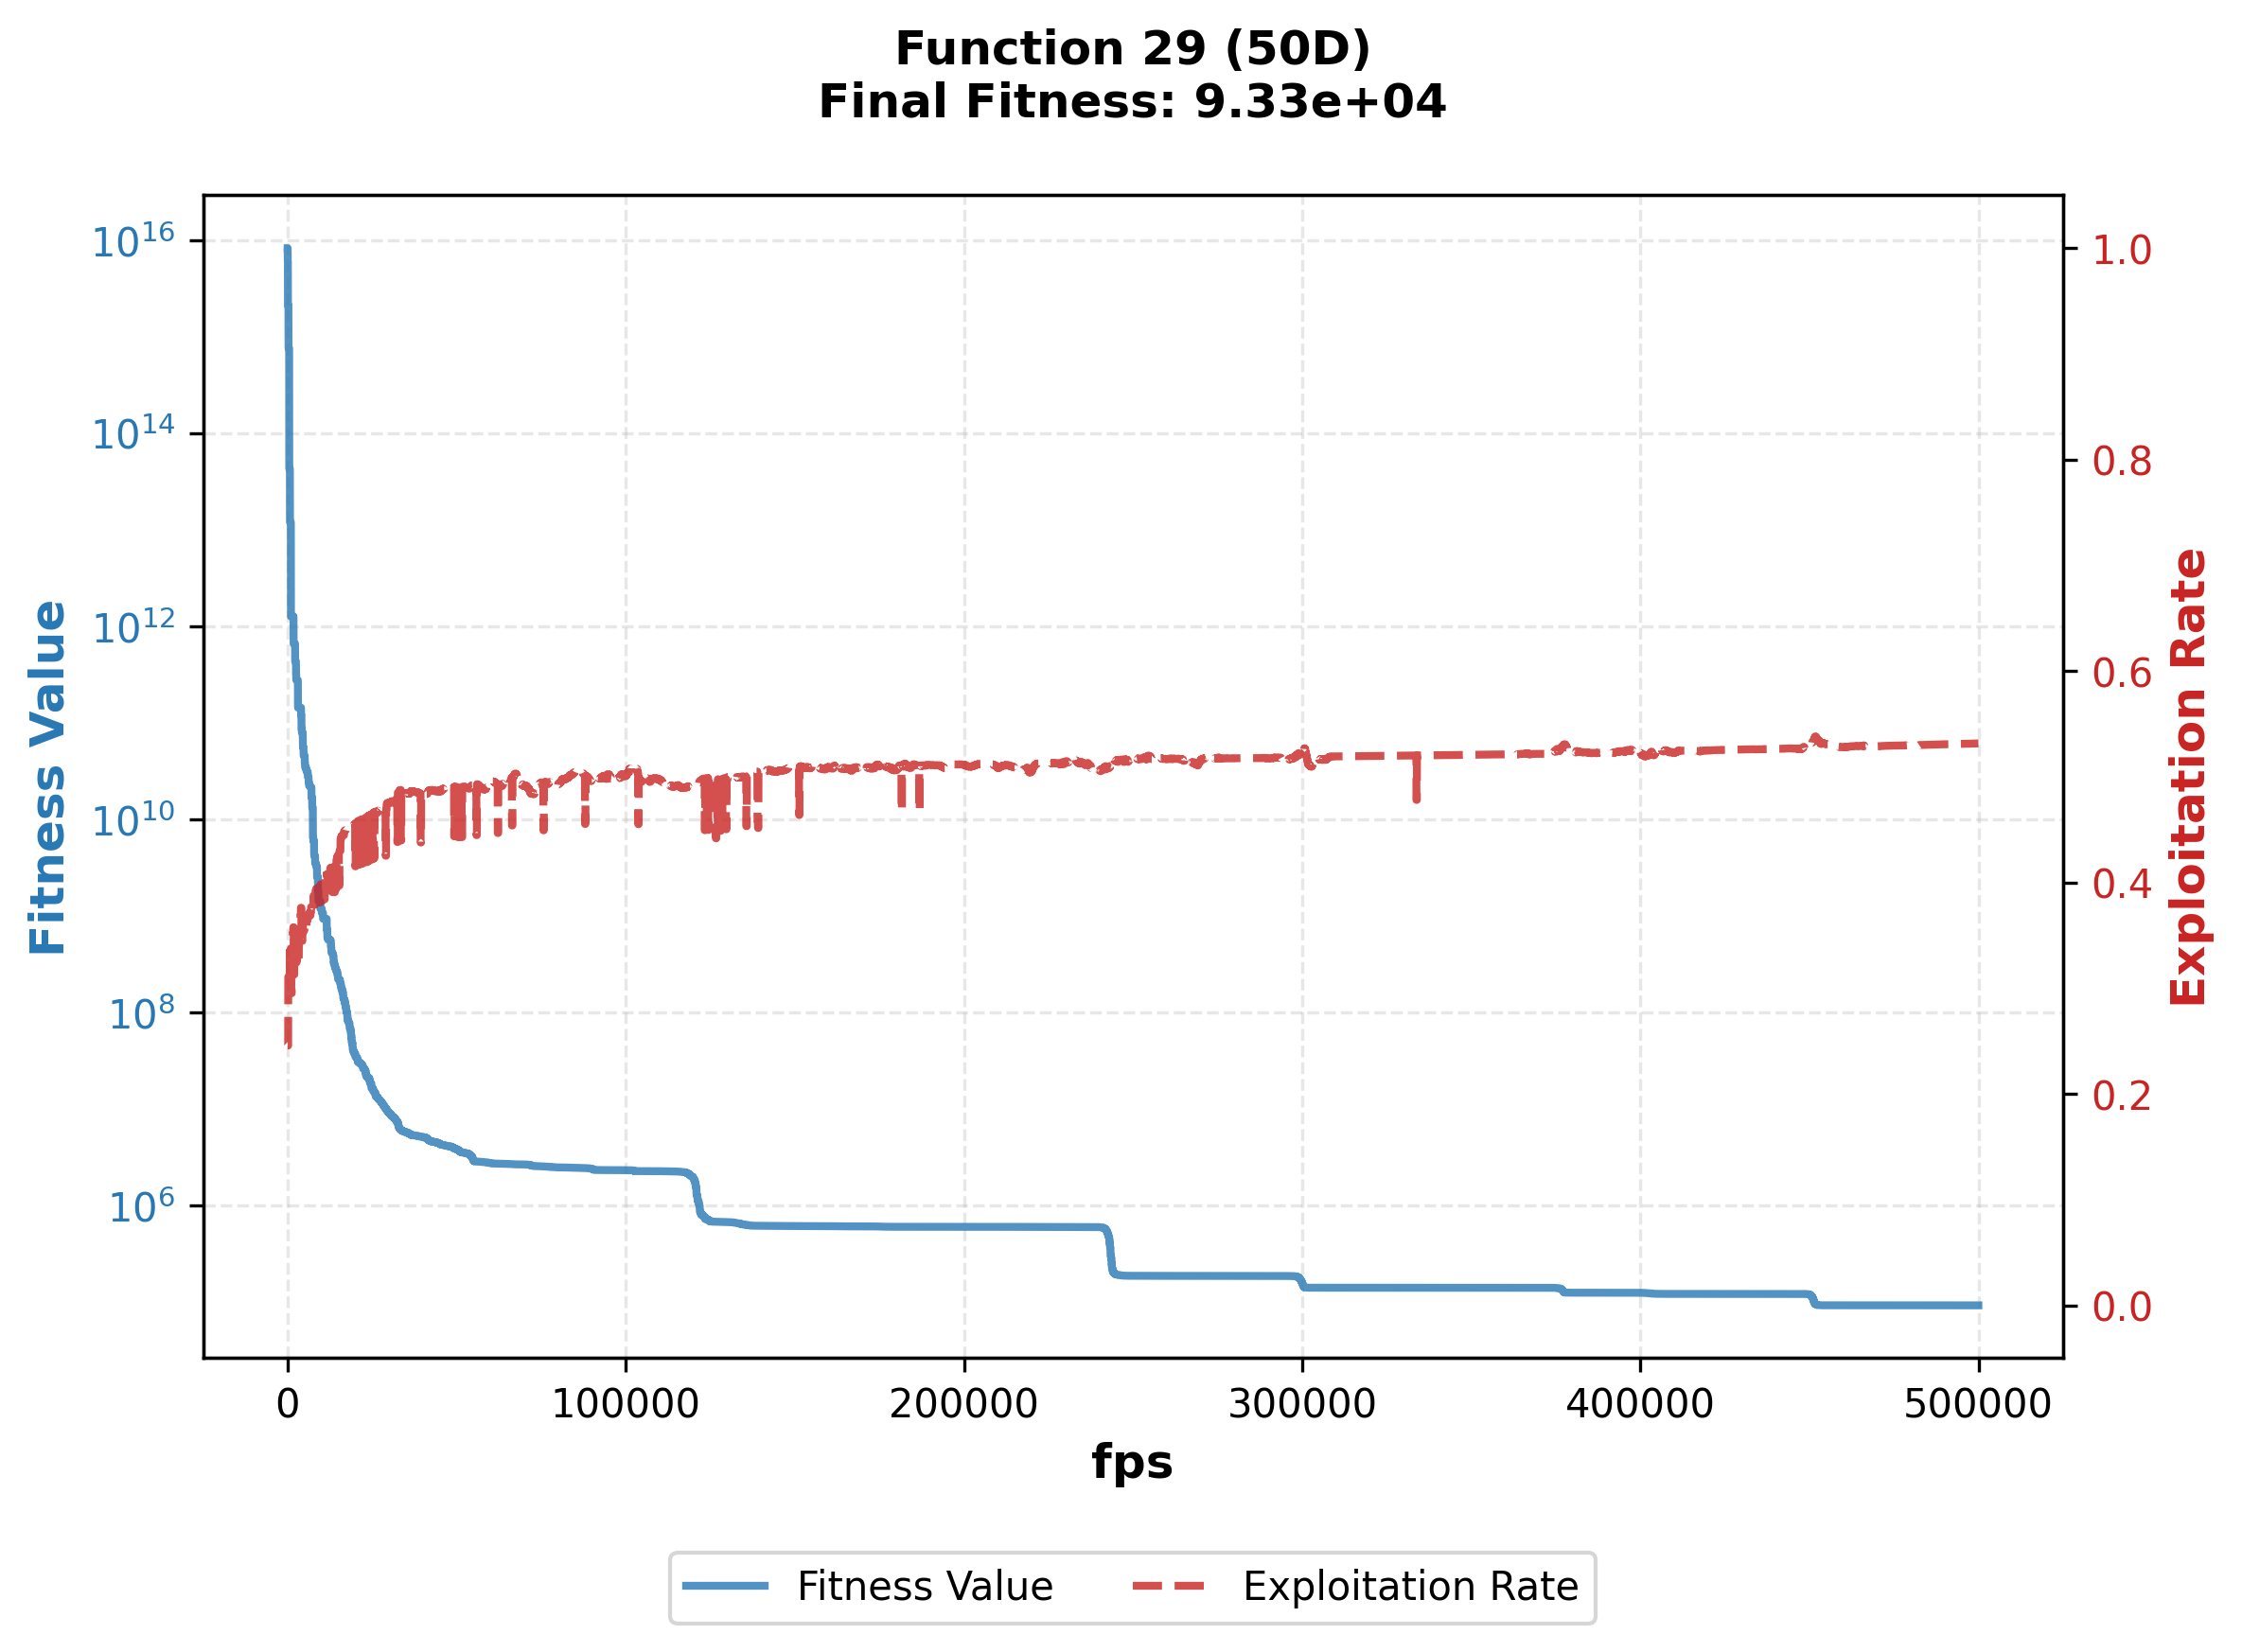 Function 29 (50D)
Final Fitness: 9.33e+04
Fitness Value
10^16
10^14
10^12
10^10
10^8
10^6
1.0
0.8
0.6
0.4
0.2
0.0
Exploitation Rate
0 100000 200000 300000 400000 500000
fps
Fitness Value Exploitation Rate